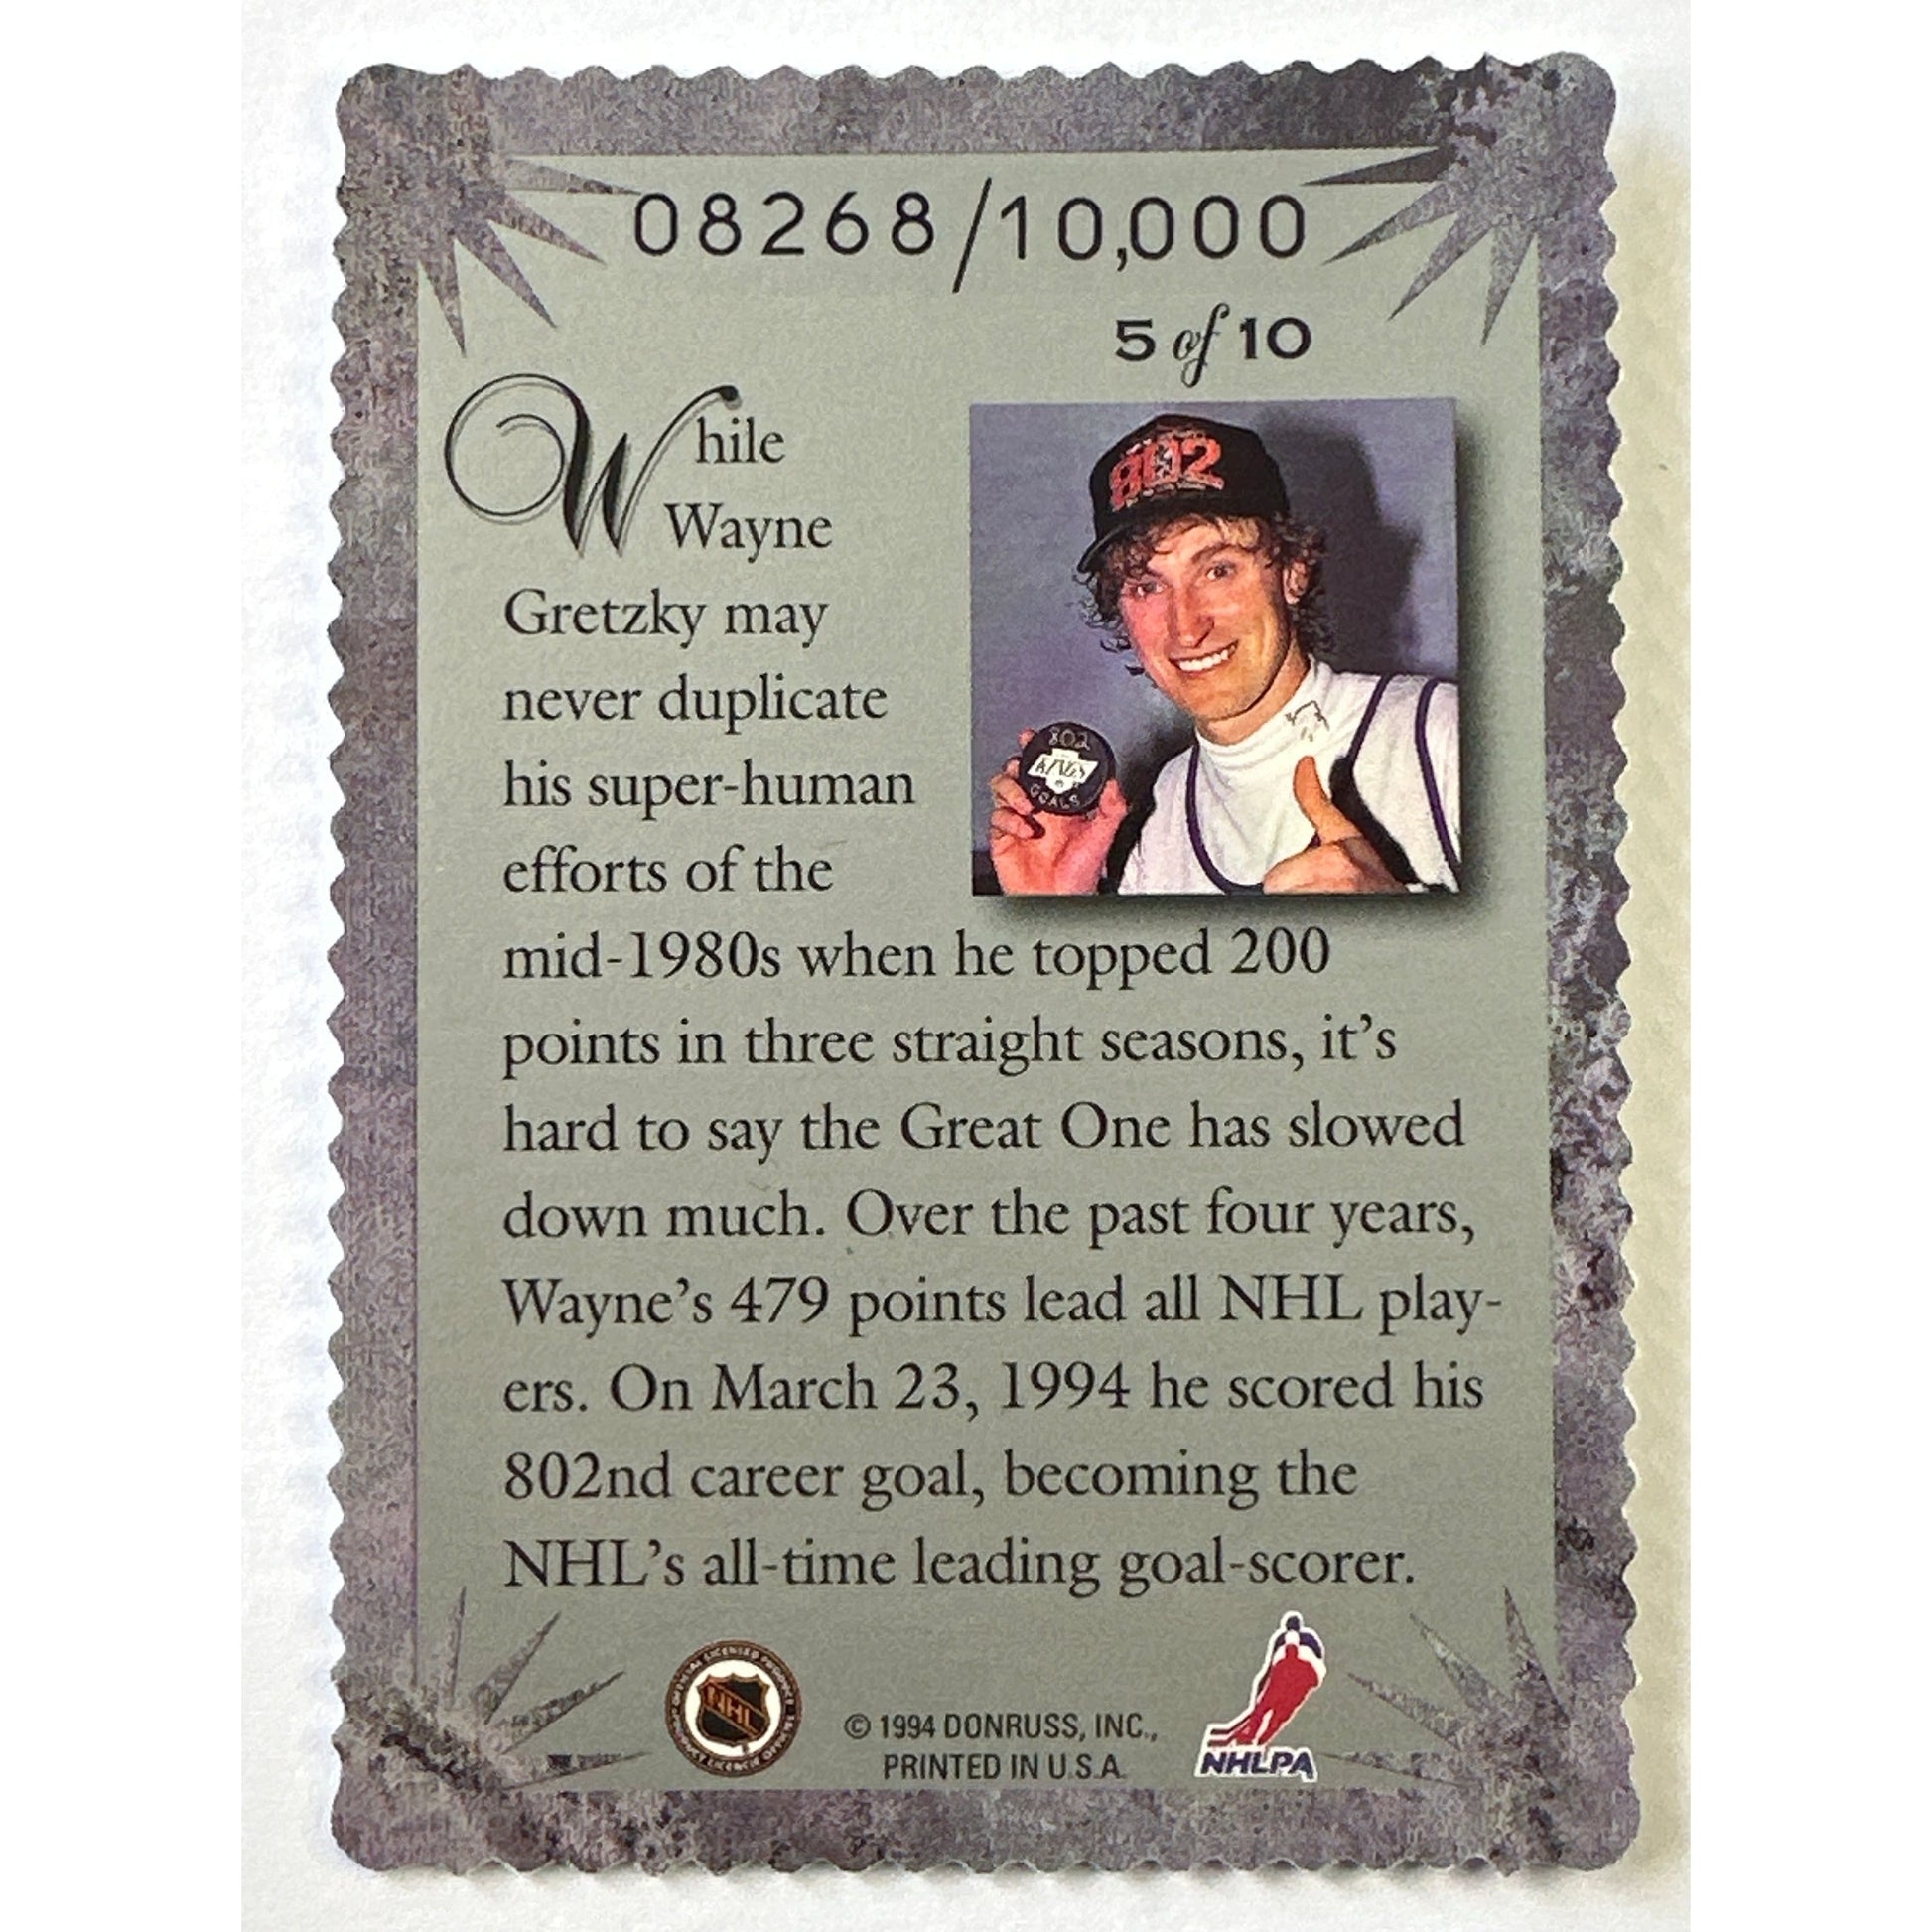 08268/10,000
5 of 10
802
802
KINGS
GOALS
While
Wayne
Gretzky may
never duplicate
his super-human
efforts of the
mid-1980s when he topped 200
points in three straight seasons, it's
hard to say the Great One has slowed
down much. Over the past four years,
Wayne's 479 points lead all NHL play-
ers. On March 23, 1994 he scored his
802nd career goal, becoming the
NHL's all-time leading goal-scorer.
NHL
© 1994 DONRUSS, INC.,
PRINTED IN U.S.A.
NHLPA